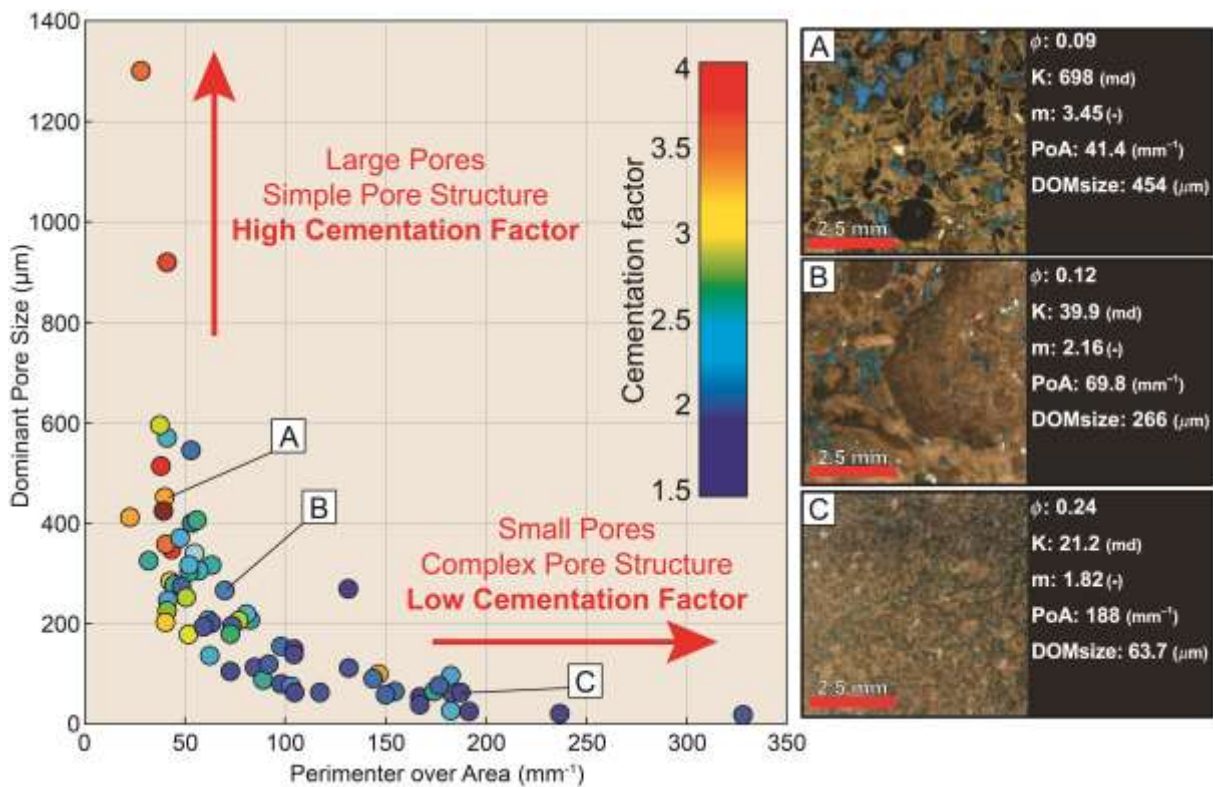 1400
1200
1000
800
600
400
200
0
0
50
100
150
200
250
300
350
Dominant Pore Size (μm)
Perimenter over Area (mm⁻¹)
Large Pores
Simple Pore Structure
High Cementation Factor
Small Pores
Complex Pore Structure
Low Cementation Factor
A
B
C
Cementation factor
4
3.5
3
2.5
2
1.5
A
2.5 mm
ϕ: 0.09
K: 698 (md)
m: 3.45 (-)
PoA: 41.4 (mm⁻¹)
DOMsize: 454 (μm)
B
2.5 mm
ϕ: 0.12
K: 39.9 (md)
m: 2.16 (-)
PoA: 69.8 (mm⁻¹)
DOMsize: 266 (μm)
C
2.5 mm
ϕ: 0.24
K: 21.2 (md)
m: 1.82 (-)
PoA: 188 (mm⁻¹)
DOMsize: 63.7 (μm)